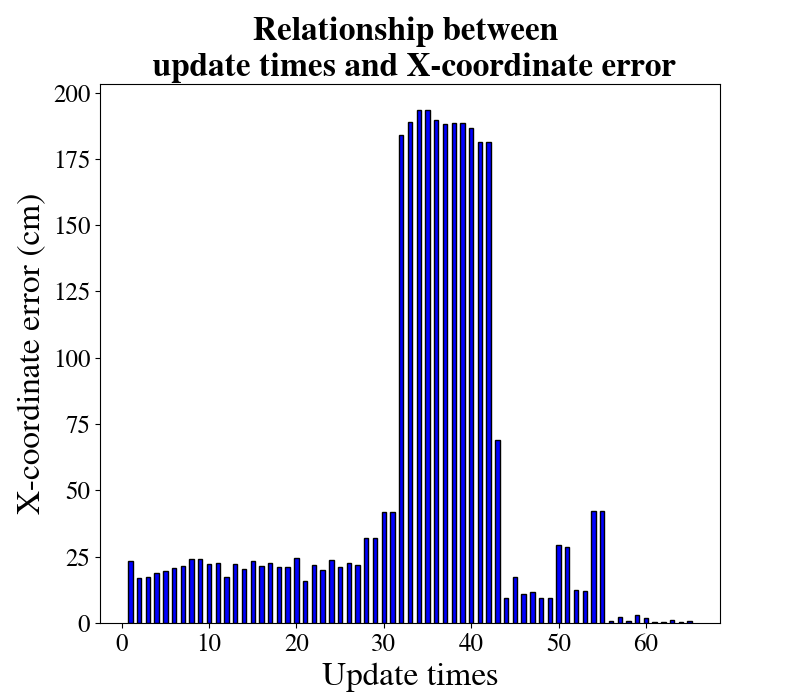 Relationship between
update times and X-coordinate error
200
175
150
125
100
75
50
25
0
X-coordinate error (cm)
0 10 20 30 40 50 60
Update times